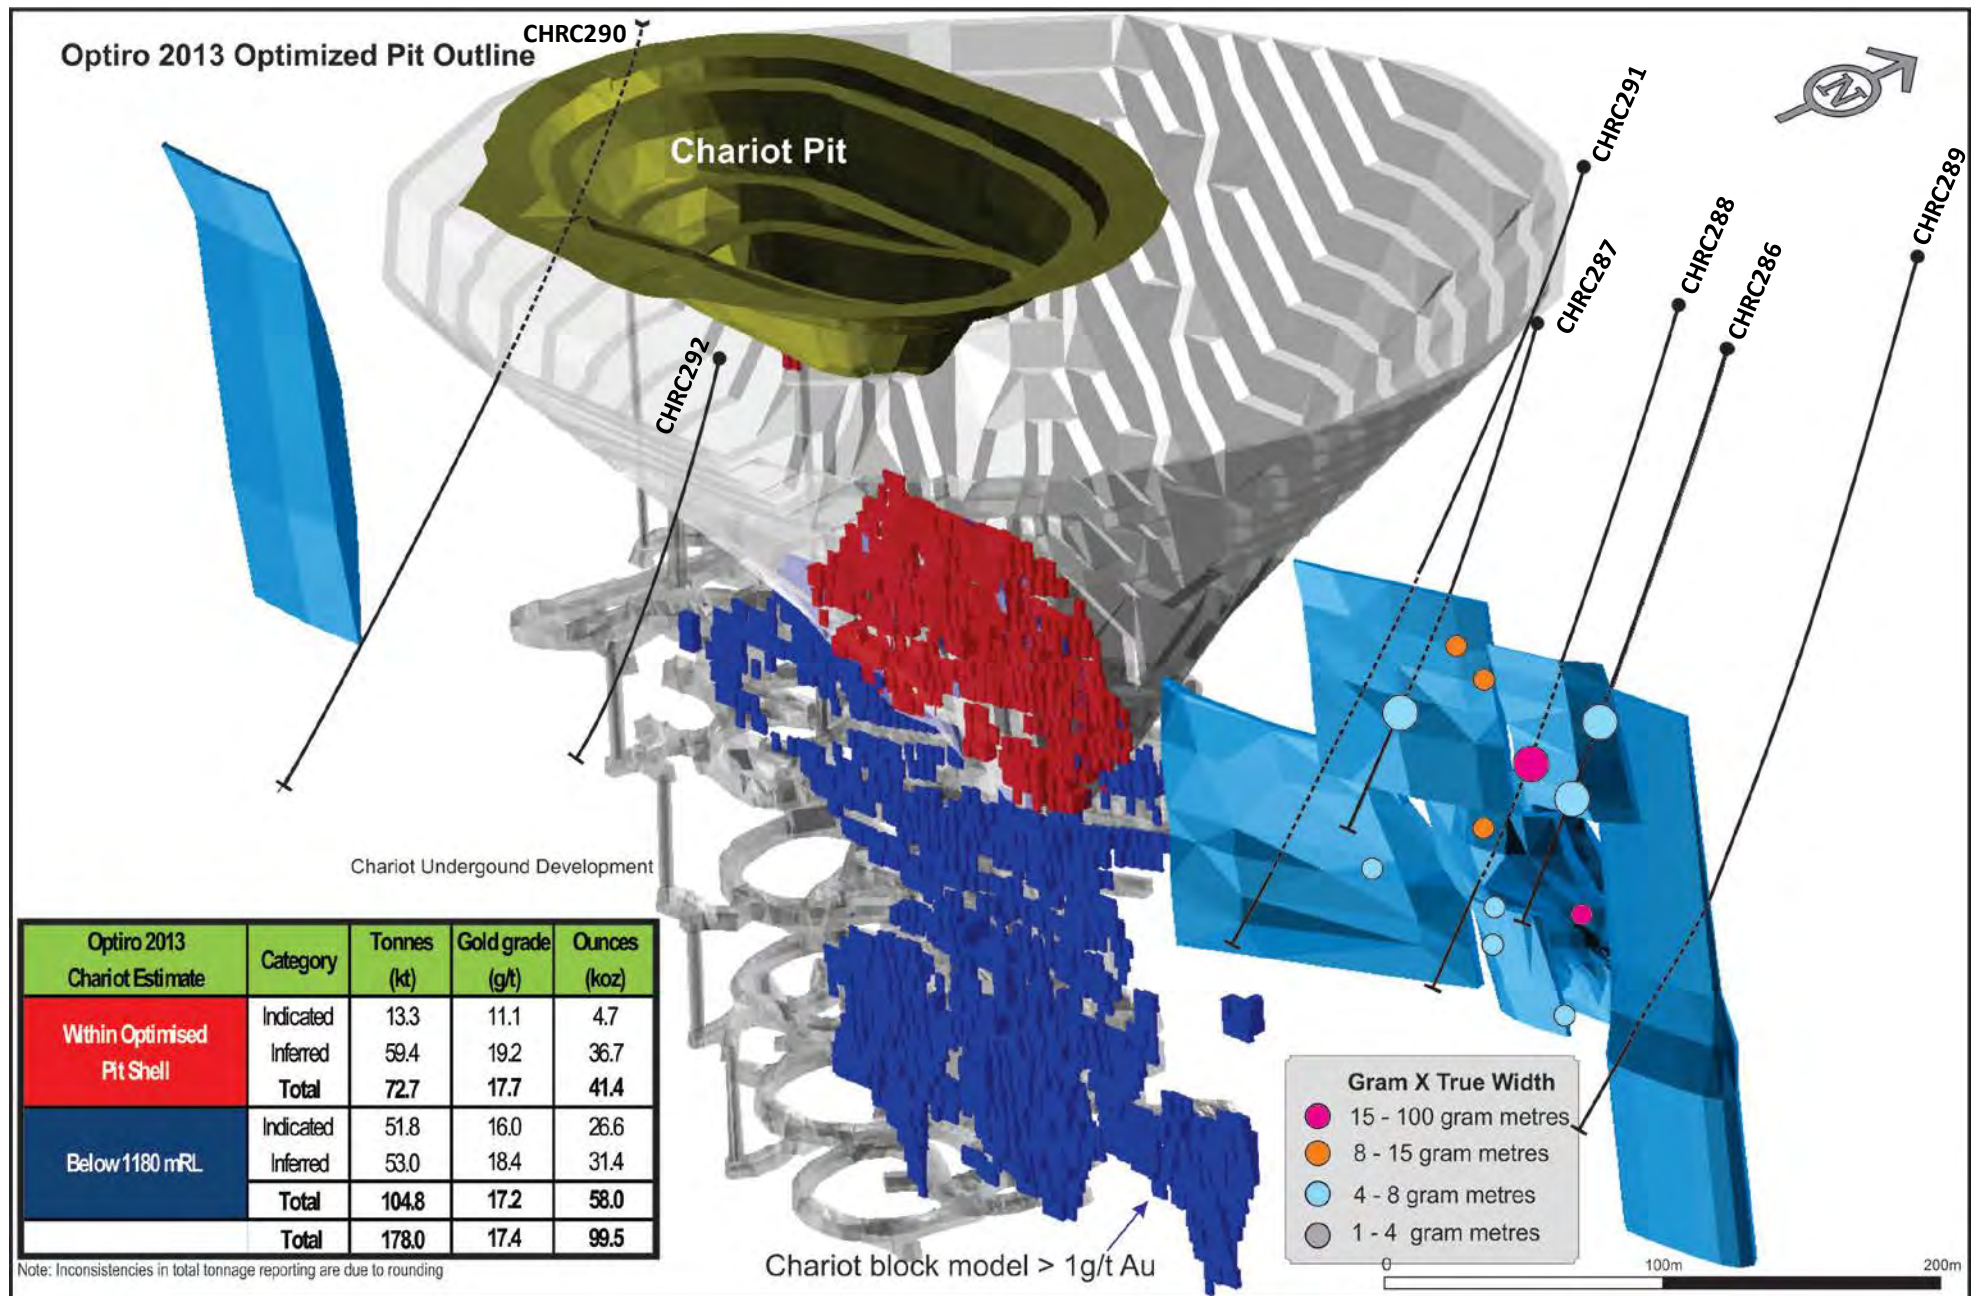 CHRC290
Optiro 2013 Optimized Pit Outline
N
CHRC291
Chariot Pit
CHRC289
CHRC288
CHRC287
CHRC286
CHRC292
Chariot Undergound Development
Optiro 2013 Chariot Estimate Category Tonnes (kt) Gold grade (g/t) Ounces (koz)
Within Optimised Pit Shell
Indicated 13.3 11.1 4.7
Inferred 59.4 19.2 36.7
Total 72.7 17.7 41.4
Below 1180 mRL
Indicated 51.8 16.0 26.6
Inferred 53.0 18.4 31.4
Total 104.8 17.2 58.0
Total 178.0 17.4 99.5
Note: Inconsistencies in total tonnage reporting are due to rounding
Chariot block model > 1g/t Au
Gram X True Width
15 - 100 gram metres
8 - 15 gram metres
4 - 8 gram metres
1 - 4 gram metres
0 100m 200m